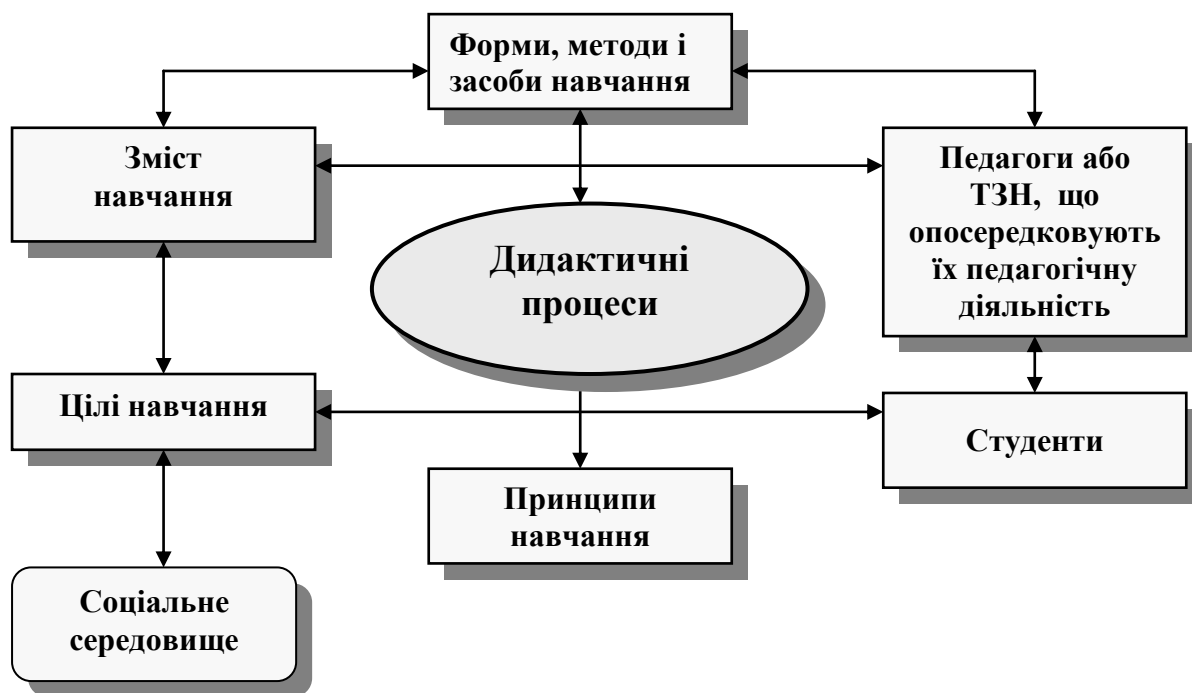 Форми, методи і
засоби навчання
Зміст
навчання
Педагоги або
ТЗН, що
опосередковують
їх педагогічну
діяльність
Дидактичні
процеси
Цілі навчання
Студенти
Принципи
навчання
Соціальне
середовище